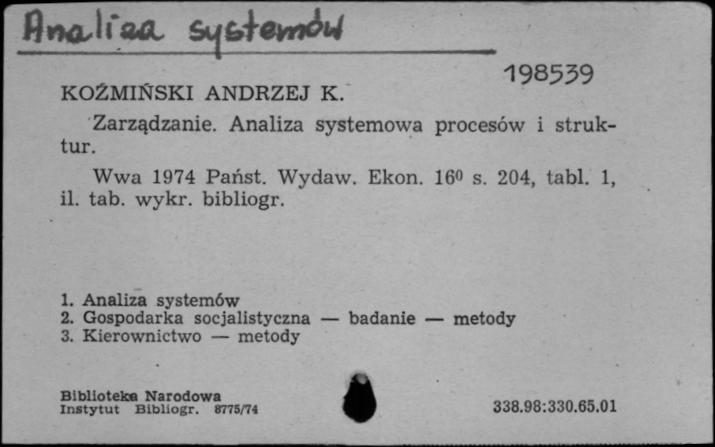 Analiza systemów
198539
KOŹMIŃSKI ANDRZEJ K.
Zarządzanie. Analiza systemowa procesów i struk-
tur.
Wwa 1974 Państ. Wydaw. Ekon. 16⁰ s. 204, tabl. 1,
il. tab. wykr. bibliogr.
1. Analiza systemów
2. Gospodarka socjalistyczna — badanie — metody
3. Kierownictwo — metody
Biblioteka Narodowa
Instytut Bibliogr. 8775/74
338.98:330.65.01